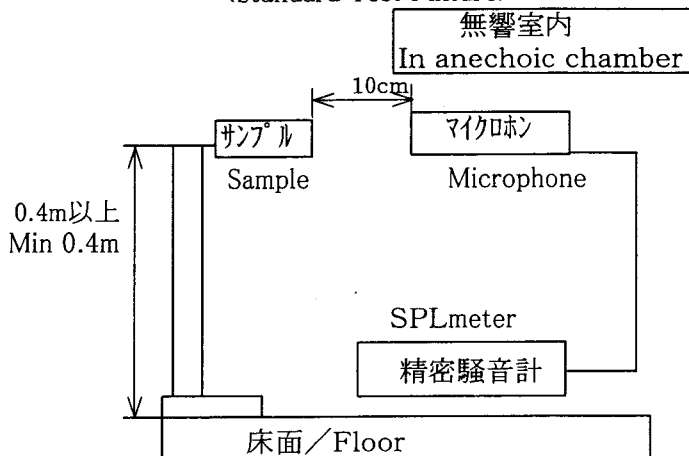 無響室内
In anechoic chamber
10cm
サンプル
マイクロホン
Sample
Microphone
0.4m以上
Min 0.4m
SPLmeter
精密騒音計
床面／Floor